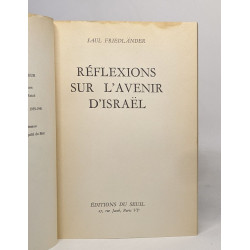 SAUL FRIEDLÄNDER
RÉFLEXIONS
SUR L'AVENIR
D'ISRAËL
ÉDITIONS DU SEUIL
27, rue Jacob, Paris VIᵉ